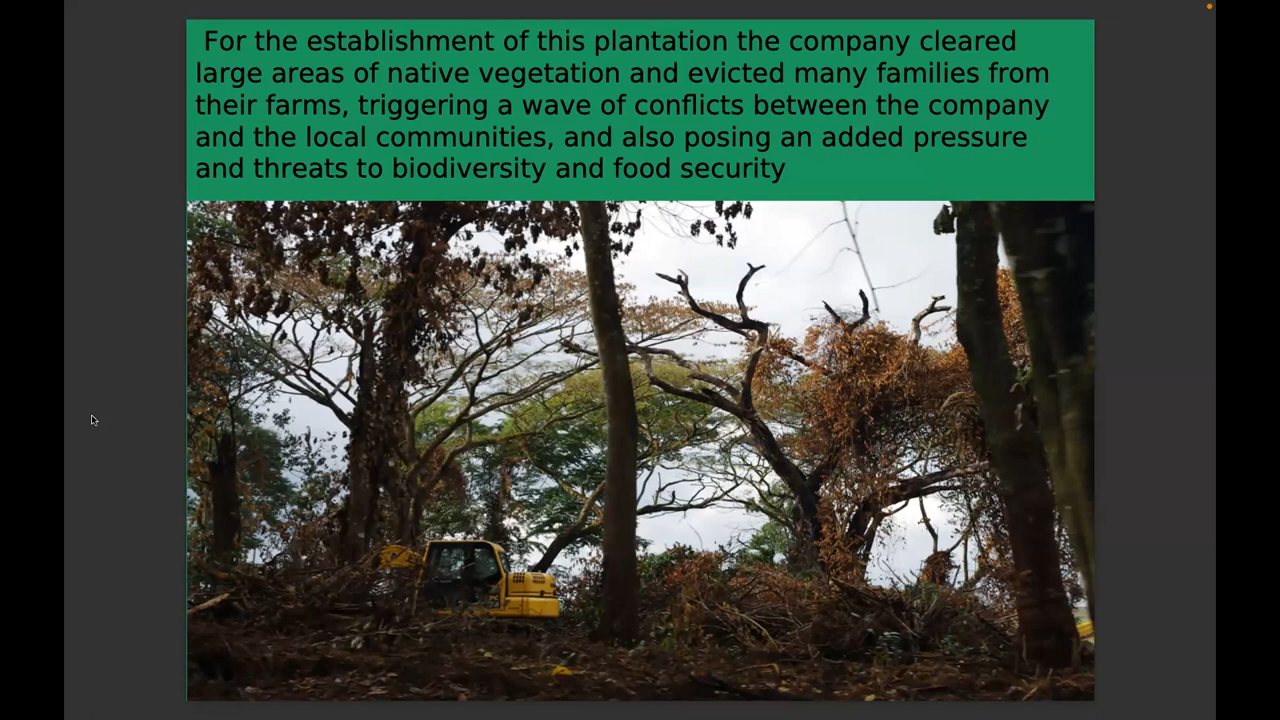 For the establishment of this plantation the company cleared
large areas of native vegetation and evicted many families from
their farms, triggering a wave of conflicts between the company
and the local communities, and also posing an added pressure
and threats to biodiversity and food security